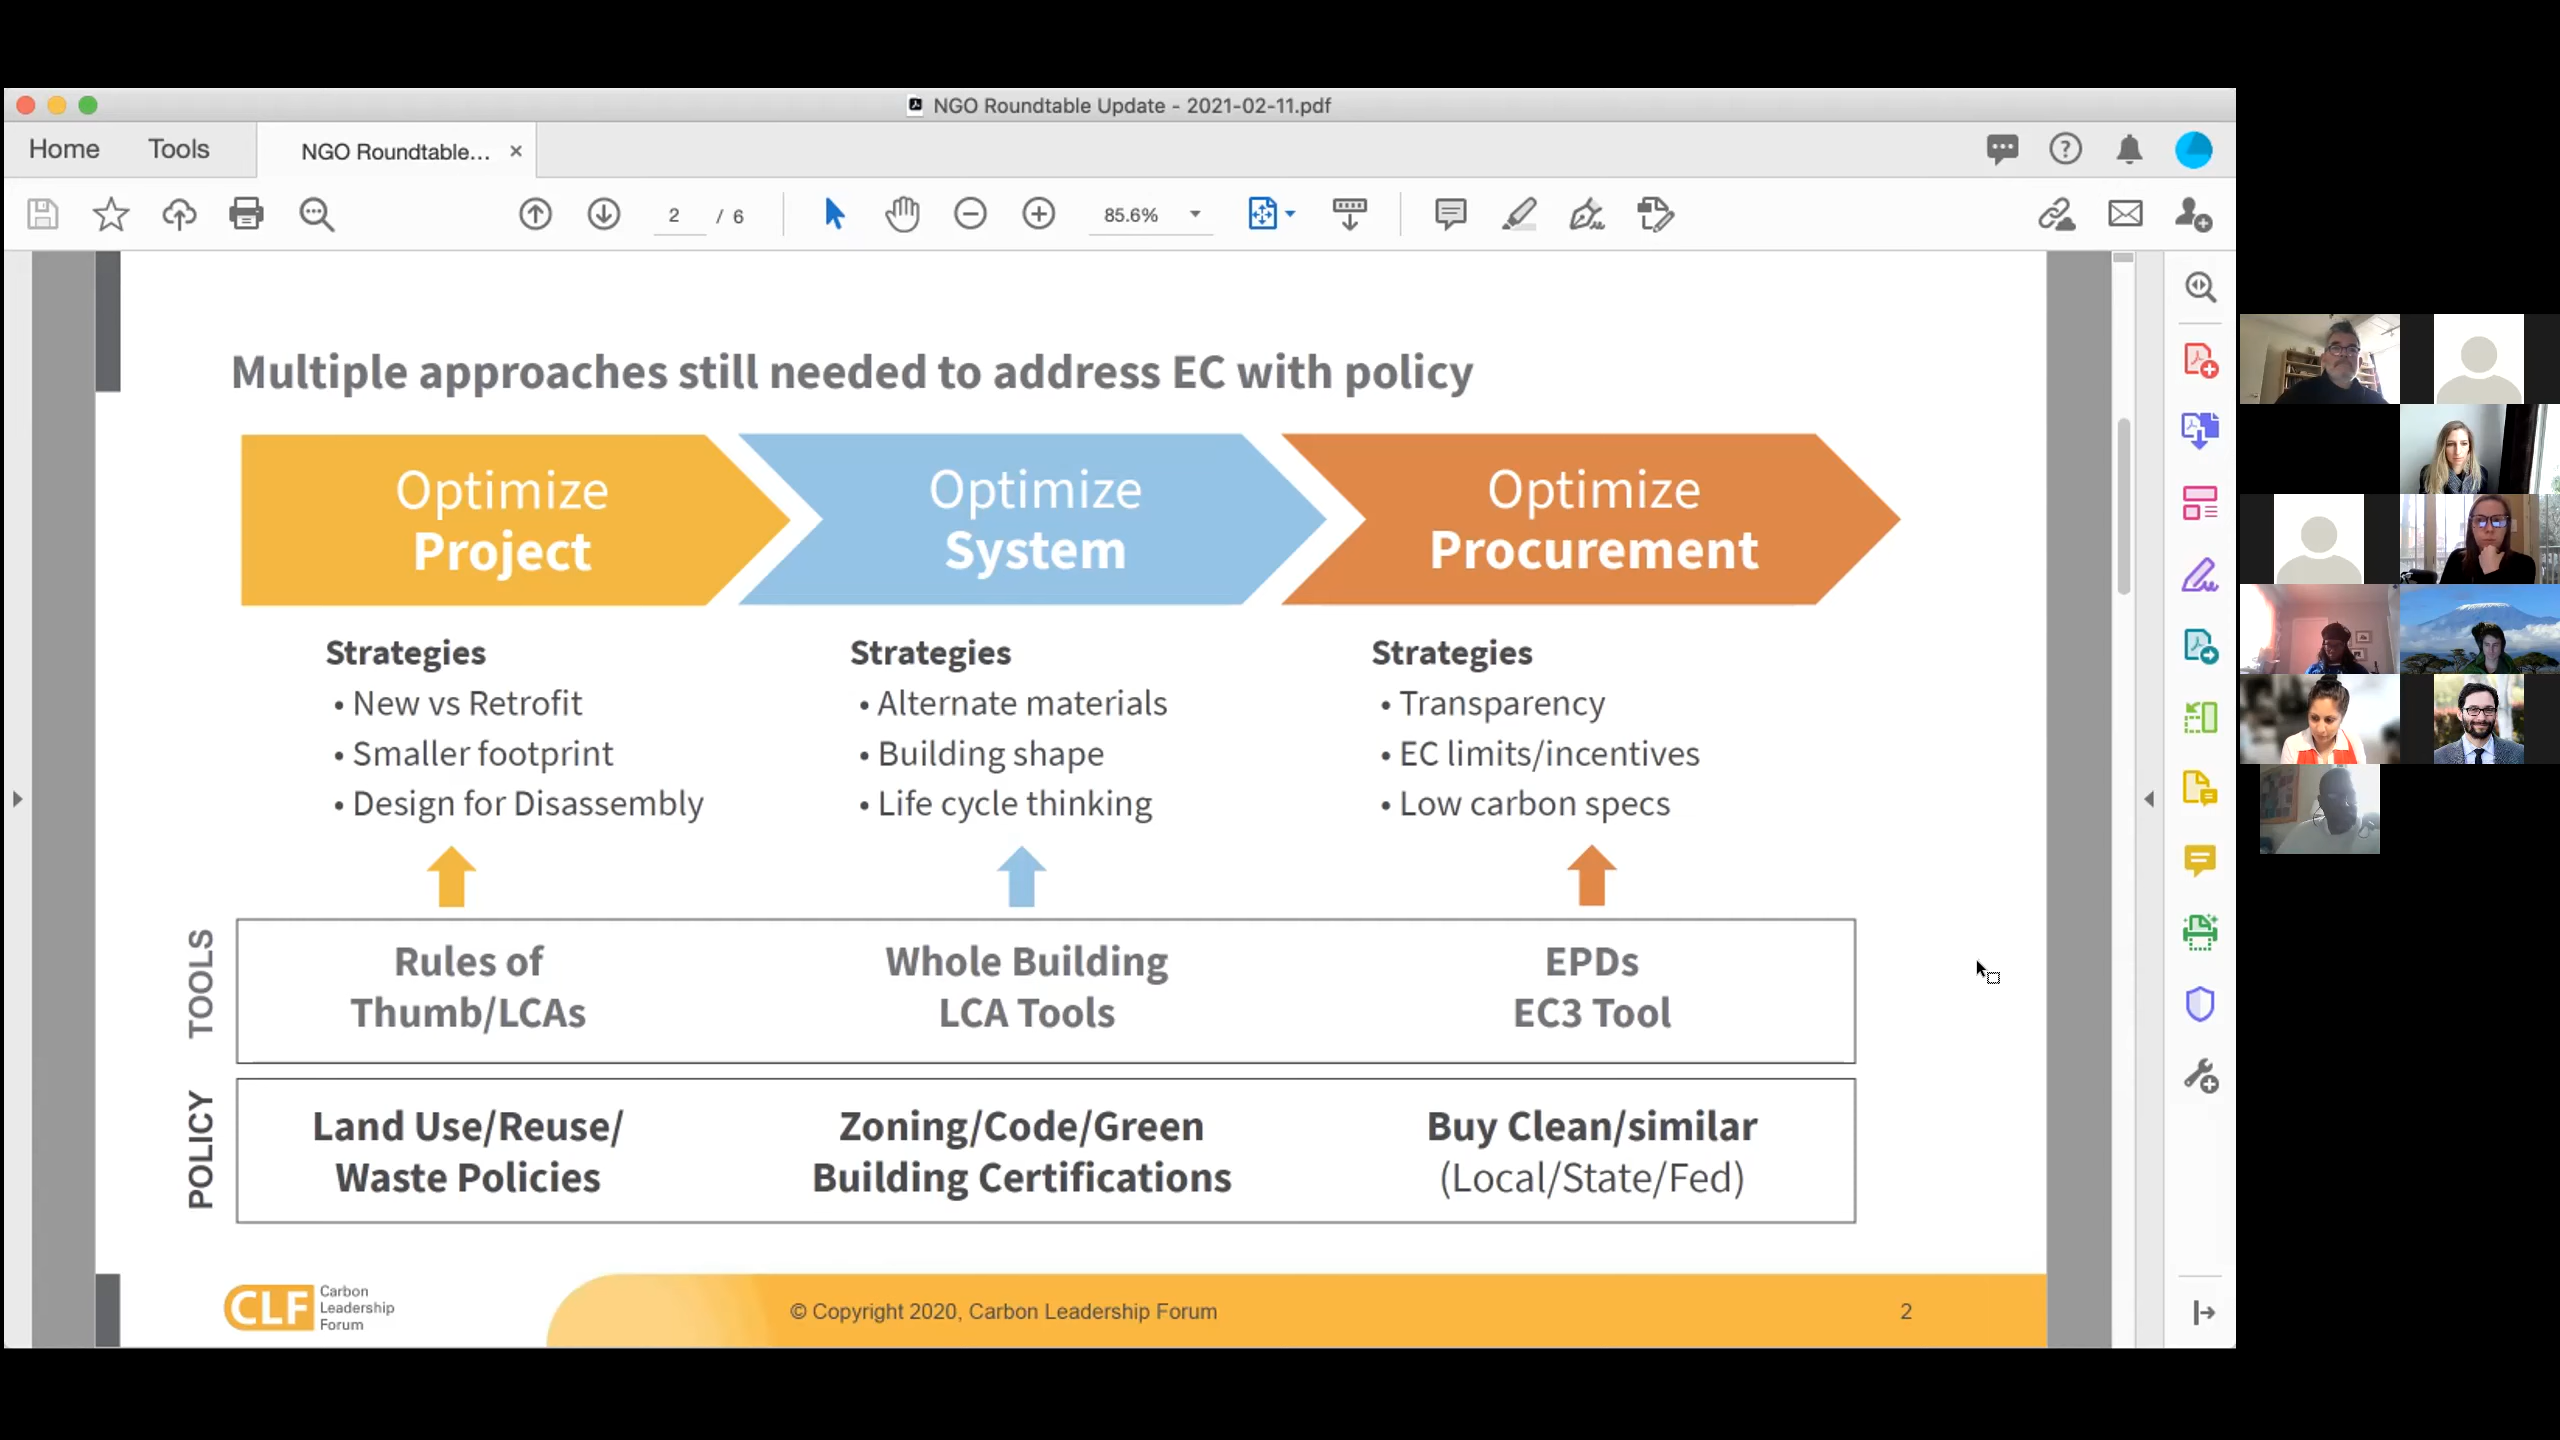 NGO Roundtable Update - 2021-02-11.pdf
Home
Tools
NGO Roundtable...
2 / 6
85.6%
Multiple approaches still needed to address EC with policy
Optimize
Project
Optimize
System
Optimize
Procurement
Strategies
• New vs Retrofit
• Smaller footprint
• Design for Disassembly
Strategies
• Alternate materials
• Building shape
• Life cycle thinking
Strategies
• Transparency
• EC limits/incentives
• Low carbon specs
TOOLS
Rules of
Thumb/LCAs
Whole Building
LCA Tools
EPDs
EC3 Tool
POLICY
Land Use/Reuse/
Waste Policies
Zoning/Code/Green
Building Certifications
Buy Clean/similar
(Local/State/Fed)
CLF
Carbon
Leadership
Forum
© Copyright 2020, Carbon Leadership Forum
2